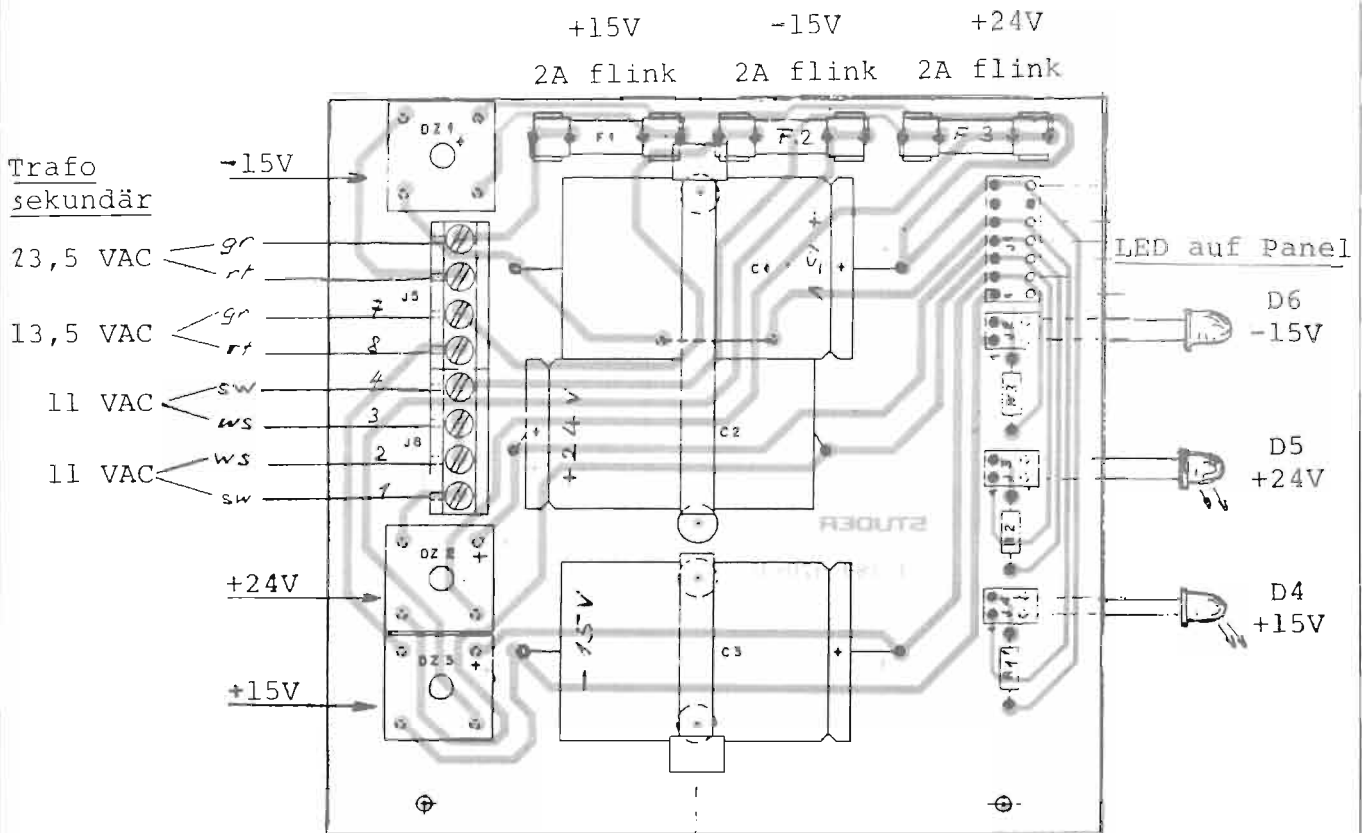 +15V -15V +24V
2A flink 2A flink 2A flink
DZ1
+
F1
F2
F3
Trafo
sekundär
-15V
23,5 VAC
gr
rt
J5
13,5 VAC
gr
7
rt
8
11 VAC
sw
4
ws
3
J6
11 VAC
ws
2
sw
1
+24V
DZ2
+
+15V
DZ3
+
+
+
+24V
C2
STUDER
-15V
C3
+
LED auf Panel
D6
-15V
D5
+24V
D4
+15V